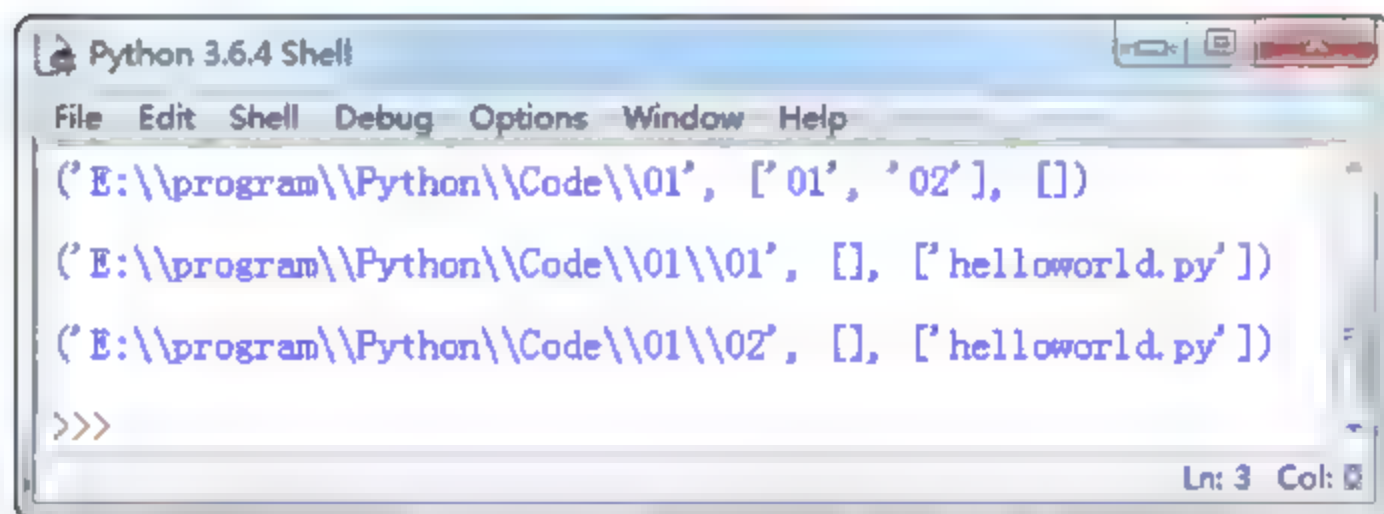 Python 3.6.4 Shell
File Edit Shell Debug Options Window Help
('E:\\program\\Python\\Code\\01', ['01', '02'], [])
('E:\\program\\Python\\Code\\01\\01', [], ['helloworld.py'])
('E:\\program\\Python\\Code\\01\\02', [], ['helloworld.py'])
>>>
Ln: 3 Col: